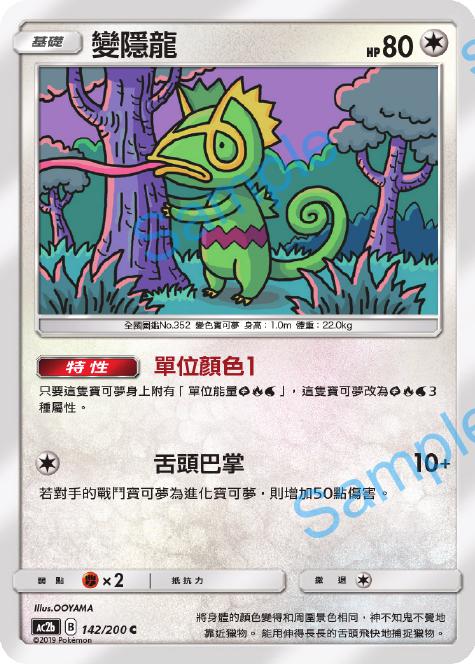 基礎 變隱龍 HP80
全國圖鑑No.352 變色寶可夢 身高:1.0m 體重:22.0kg
特性 單位顏色1
只要這隻寶可夢身上附有「單位能量」,這隻寶可夢改為3
種屬性。
舌頭巴掌 10+
若對手的戰鬥寶可夢為進化寶可夢,則增加50點傷害。
弱點 ×2 抵抗力 撤退
Illus.OOYAMA
AC2b B 142/200 C
©2019 Pokémon
將身體的顏色變得和周圍景色相同,神不知鬼不覺地
靠近獵物。能用伸得長長的舌頭飛快地捕捉獵物。
Sample
Sample
S